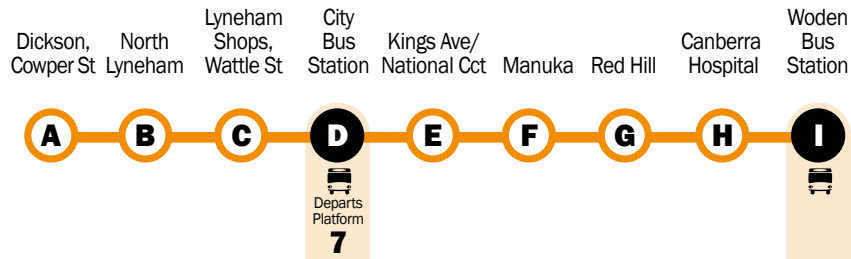 Dickson,
Cowper St
North
Lyneham
Lyneham
Shops,
Wattle St
City
Bus
Station
Kings Ave/
National Cct
Manuka
Red Hill
Canberra
Hospital
Woden
Bus
Station
A
B
C
D
E
F
G
H
I
Departs
Platform
7